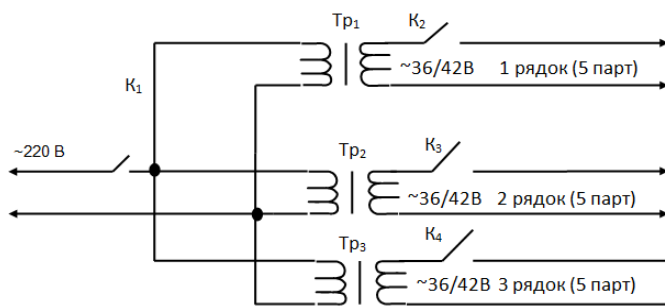 Тр₁ К₂
~36/42В 1 рядок (5 парт)
К₁
~220 В
Тр₂ К₃
~36/42В 2 рядок (5 парт)
Тр₃ К₄
~36/42В 3 рядок (5 парт)